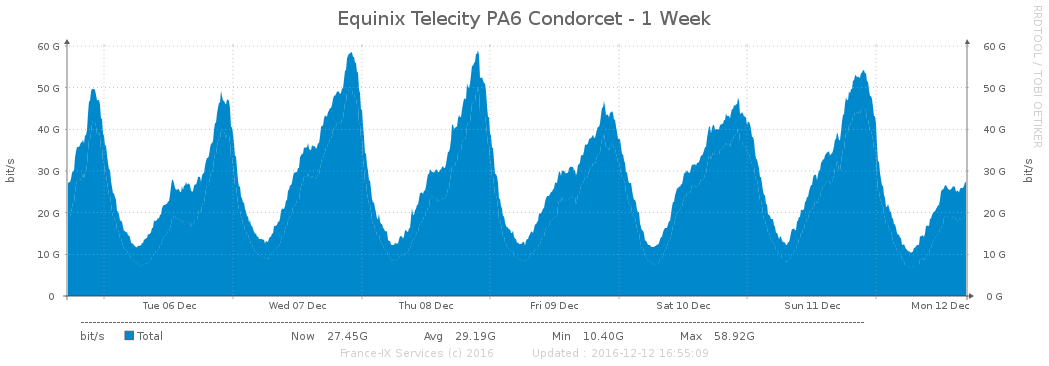 Equinix Telecity PA6 Condorcet - 1 Week
RRDTOOL / TOBI OETIKER
60 G 60 G
50 G 50 G
40 G 40 G
30 G 30 G
20 G 20 G
10 G 10 G
0 0 G
bit/s bit/s
Tue 06 Dec Wed 07 Dec Thu 08 Dec Fri 09 Dec Sat 10 Dec Sun 11 Dec Mon 12 Dec
bit/s Total Now 27.45G Avg 29.19G Min 10.40G Max 58.92G
France-IX Services (c) 2016 Updated : 2016-12-12 16:55:09